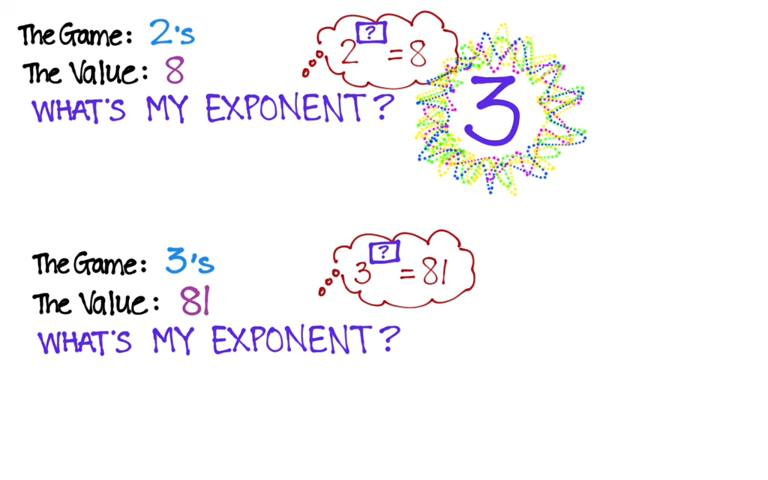 The Game: 2's
2^? = 8
The Value: 8
WHAT'S MY EXPONENT?
3
The Game: 3's
3^? = 81
The Value: 81
WHAT'S MY EXPONENT?